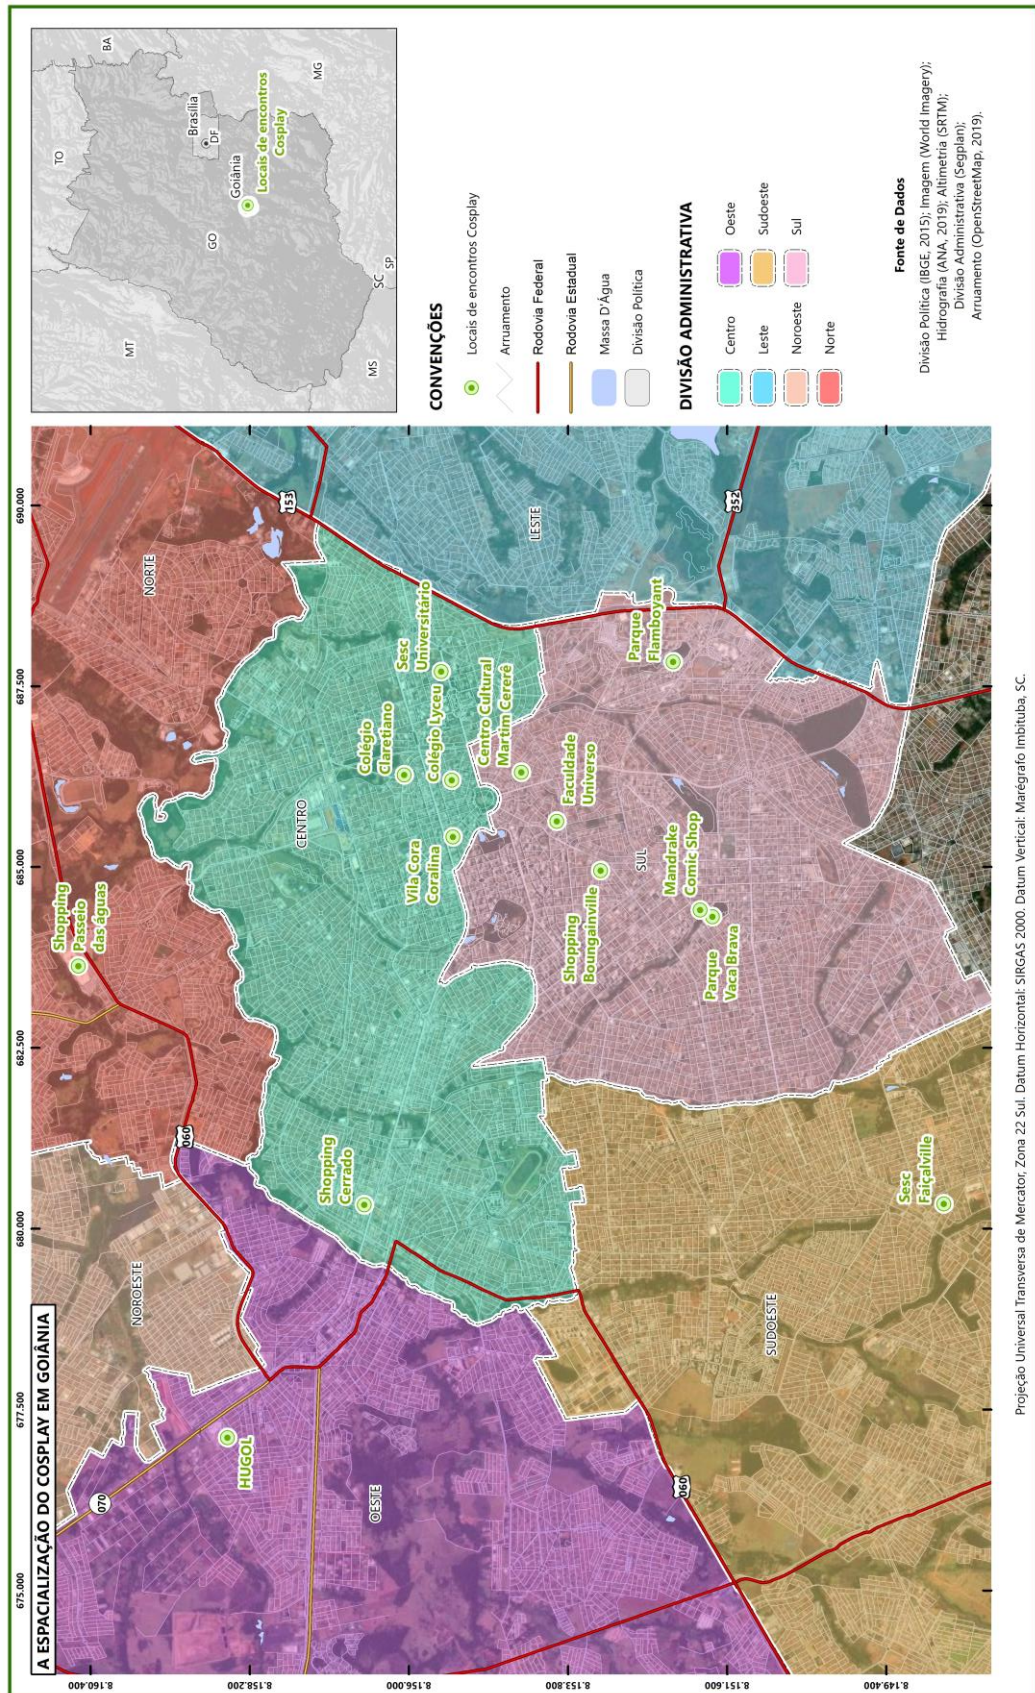 A ESPACIALIZAÇÃO DO COSPLAY EM GOIÂNIA
675.000
677.500
680.000
682.500
685.000
687.500
690.000
8.160.400
8.158.200
8.156.000
8.153.800
8.151.600
8.149.400
NOROESTE
NORTE
Shopping
Passeio
das águas
070
060
153
HUGOL
OESTE
Shopping
Cerrado
CENTRO
Colégio
Claretiano
Sesc
Universitário
Vila Cora
Coralina
Colégio Lyceu
Centro Cultural
Martim Cererê
LESTE
Faculdade
Universo
Shopping
Boungainville
SUL
Parque
Flamboyant
Mandrake
Comic Shop
Parque
Vaca Brava
352
060
SUDOESTE
Sesc
Faiçalville
TO
BA
MT
GO
Brasília
DF
Goiânia
Locais de encontros
Cosplay
MG
MS
SC
SP
CONVENÇÕES
Locais de encontros Cosplay
Arruamento
Rodovia Federal
Rodovia Estadual
Massa D'Água
Divisão Política
DIVISÃO ADMINISTRATIVA
Centro
Leste
Noroeste
Norte
Oeste
Sudoeste
Sul
Fonte de Dados
Divisão Política (IBGE, 2015); Imagem (World Imagery);
Hidrografia (ANA, 2019); Altimetria (SRTM);
Divisão Administrativa (Segplan);
Arruamento (OpenStreetMap, 2019).
Projeção Universal Transversa de Mercator, Zona 22 Sul. Datum Horizontal: SIRGAS 2000. Datum Vertical: Marégrafo Imbituba, SC.